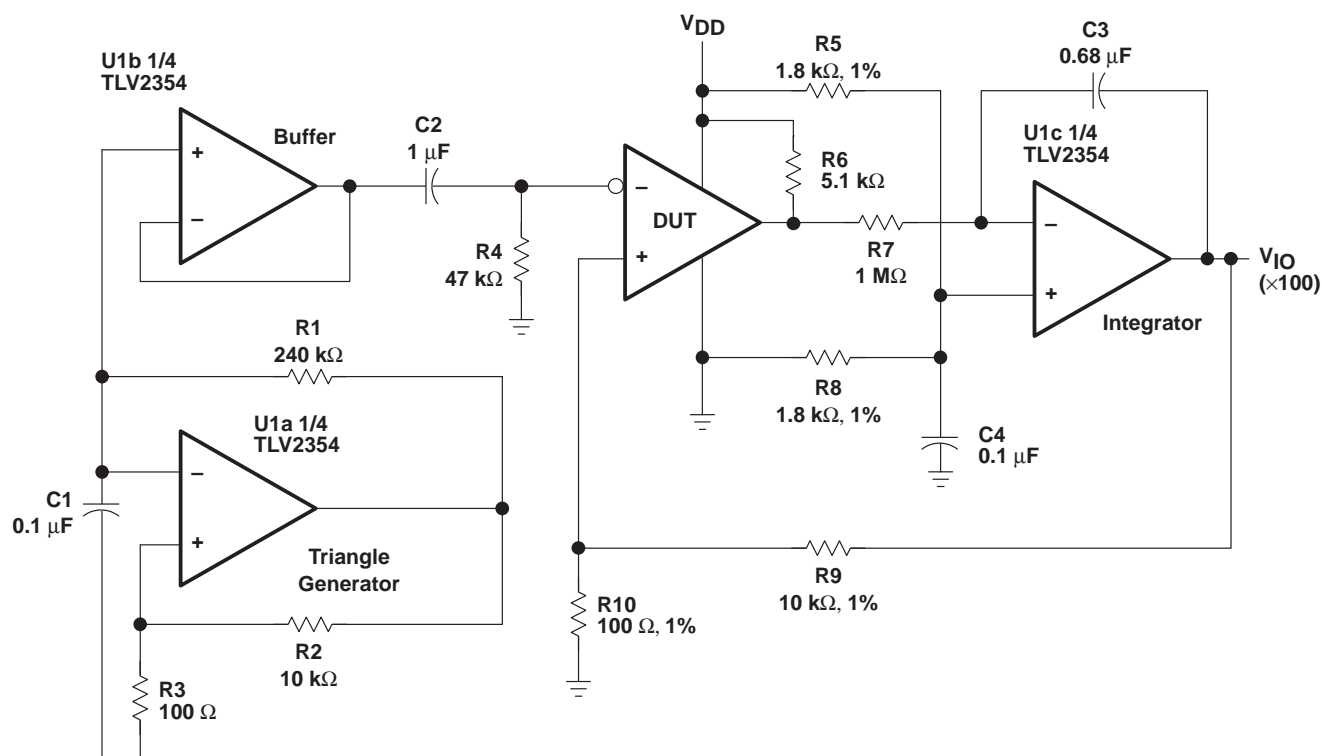 VDD
U1b 1/4
TLV2354
Buffer
+
−
C2
1 μF
R4
47 kΩ
R5
1.8 kΩ, 1%
C3
0.68 μF
U1c 1/4
TLV2354
R6
5.1 kΩ
−
DUT
+
R7
1 MΩ
−
+
Integrator
VIO
(×100)
R1
240 kΩ
R8
1.8 kΩ, 1%
C4
0.1 μF
U1a 1/4
TLV2354
−
+
C1
0.1 μF
Triangle
Generator
R9
10 kΩ, 1%
R10
100 Ω, 1%
R2
10 kΩ
R3
100 Ω